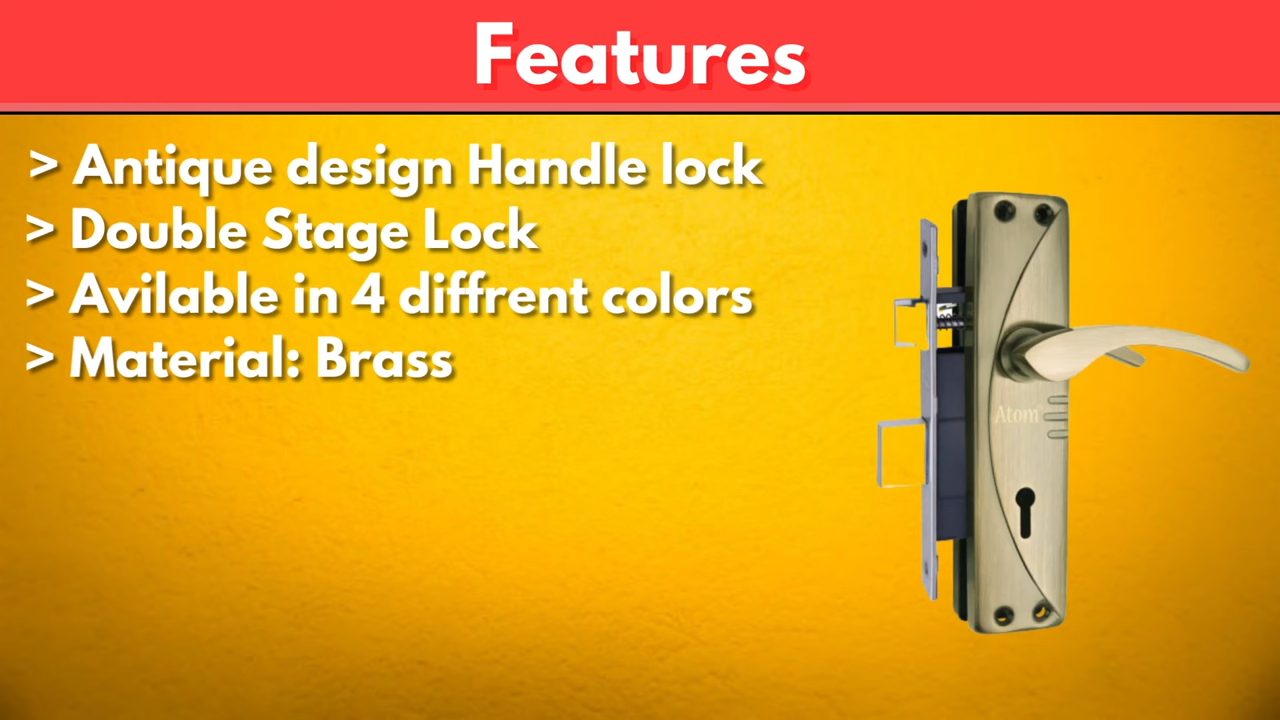 Features
> Antique design Handle lock
> Double Stage Lock
> Avilable in 4 diffrent colors
> Material: Brass
Atom